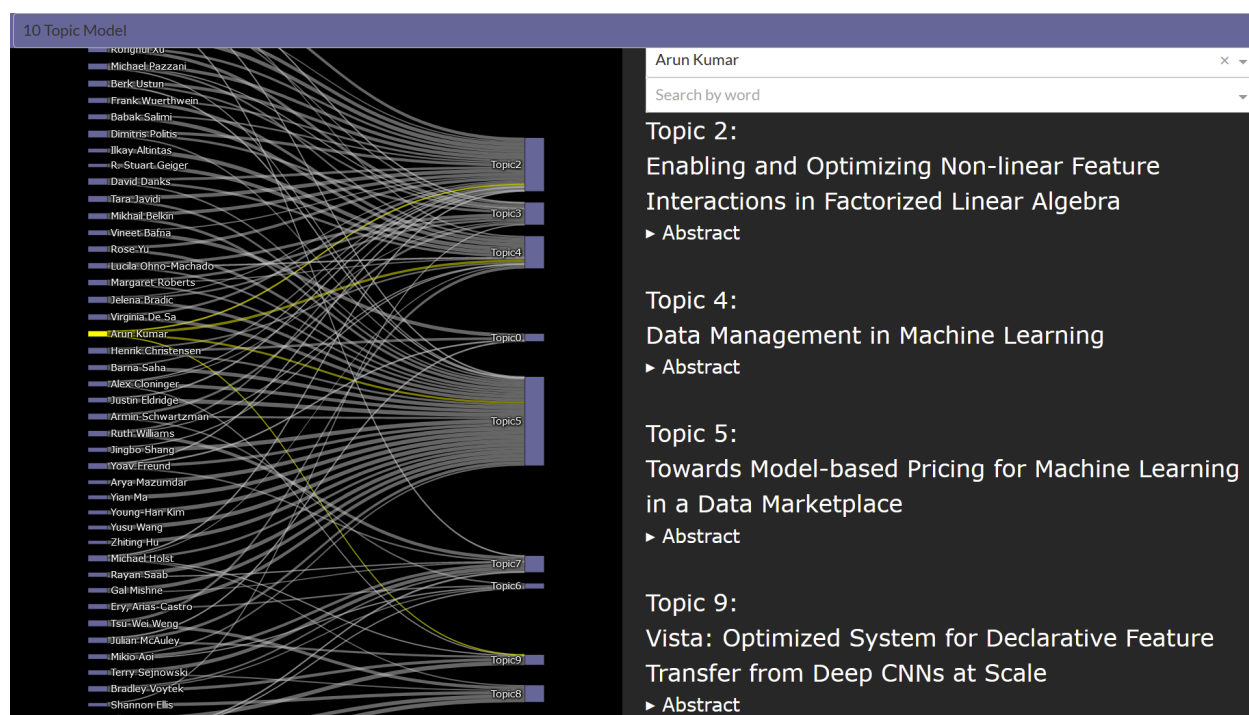 10 Topic Model
Ronghui Xu
Michael Pazzani
Berk Ustun
Frank Wuerthwein
Babak Salimi
Dimitris Politis
Ilkay Altintas
R. Stuart Geiger
David Danks
Tara Javidi
Mikhail Belkin
Vineet Bafna
Rose Yu
Lucila Ohno-Machado
Margaret Roberts
Jelena Bradic
Virginia De Sa
Arun Kumar
Henrik Christensen
Barna Saha
Alex Cloninger
Justin Eldridge
Armin Schwartzman
Ruth Williams
Jingbo Shang
Yoav Freund
Arya Mazumdar
Yian Ma
Young-Han Kim
Yusu Wang
Zhiting Hu
Michael Holst
Rayan Saab
Gal Mishne
Ery, Arias-Castro
Tsu-Wei Weng
Julian McAuley
Mikio Aoi
Terry Sejnowski
Bradley Voytek
Shannon Ellis
Topic2
Topic3
Topic4
Topic0
Topic5
Topic7
Topic6
Topic9
Topic8
Arun Kumar ×
Search by word
Topic 2:
Enabling and Optimizing Non-linear Feature
Interactions in Factorized Linear Algebra
▸ Abstract
Topic 4:
Data Management in Machine Learning
▸ Abstract
Topic 5:
Towards Model-based Pricing for Machine Learning
in a Data Marketplace
▸ Abstract
Topic 9:
Vista: Optimized System for Declarative Feature
Transfer from Deep CNNs at Scale
▸ Abstract